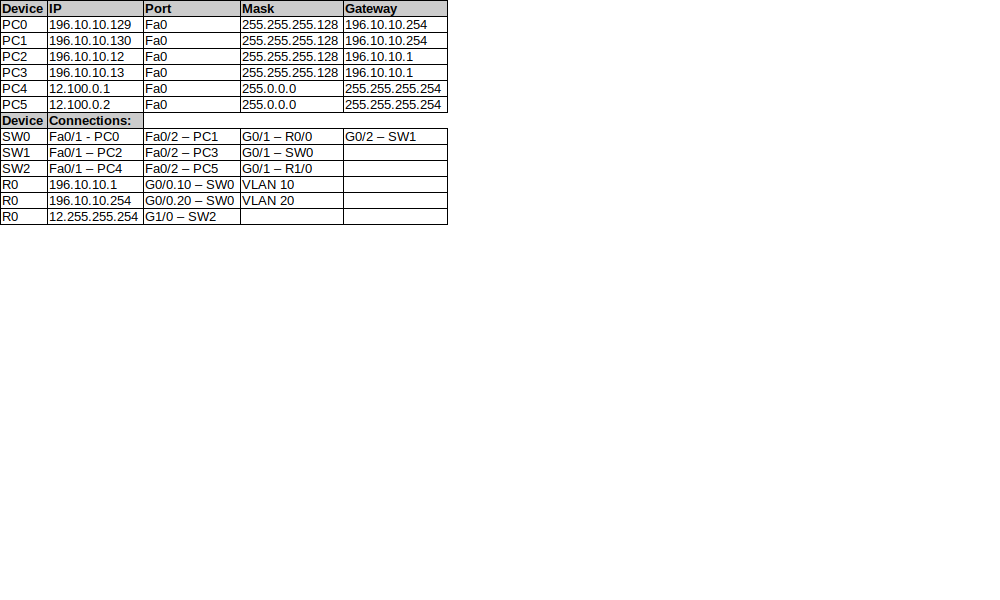 Device IP Port Mask Gateway
PC0 196.10.10.129 Fa0 255.255.255.128 196.10.10.254
PC1 196.10.10.130 Fa0 255.255.255.128 196.10.10.254
PC2 196.10.10.12 Fa0 255.255.255.128 196.10.10.1
PC3 196.10.10.13 Fa0 255.255.255.128 196.10.10.1
PC4 12.100.0.1 Fa0 255.0.0.0 255.255.255.254
PC5 12.100.0.2 Fa0 255.0.0.0 255.255.255.254
Device Connections:
SW0 Fa0/1 - PC0 Fa0/2 – PC1 G0/1 – R0/0 G0/2 – SW1
SW1 Fa0/1 – PC2 Fa0/2 – PC3 G0/1 – SW0
SW2 Fa0/1 – PC4 Fa0/2 – PC5 G0/1 – R1/0
R0 196.10.10.1 G0/0.10 – SW0 VLAN 10
R0 196.10.10.254 G0/0.20 – SW0 VLAN 20
R0 12.255.255.254 G1/0 – SW2